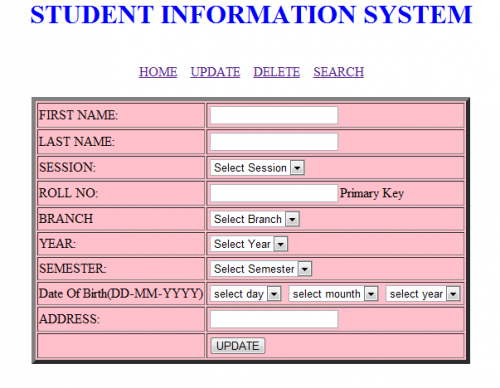 STUDENT INFORMATION SYSTEM
HOME UPDATE DELETE SEARCH
FIRST NAME:
LAST NAME:
SESSION: Select Session
ROLL NO: Primary Key
BRANCH Select Branch
YEAR: Select Year
SEMESTER: Select Semester
Date Of Birth(DD-MM-YYYY) select day select mounth select year
ADDRESS:
UPDATE